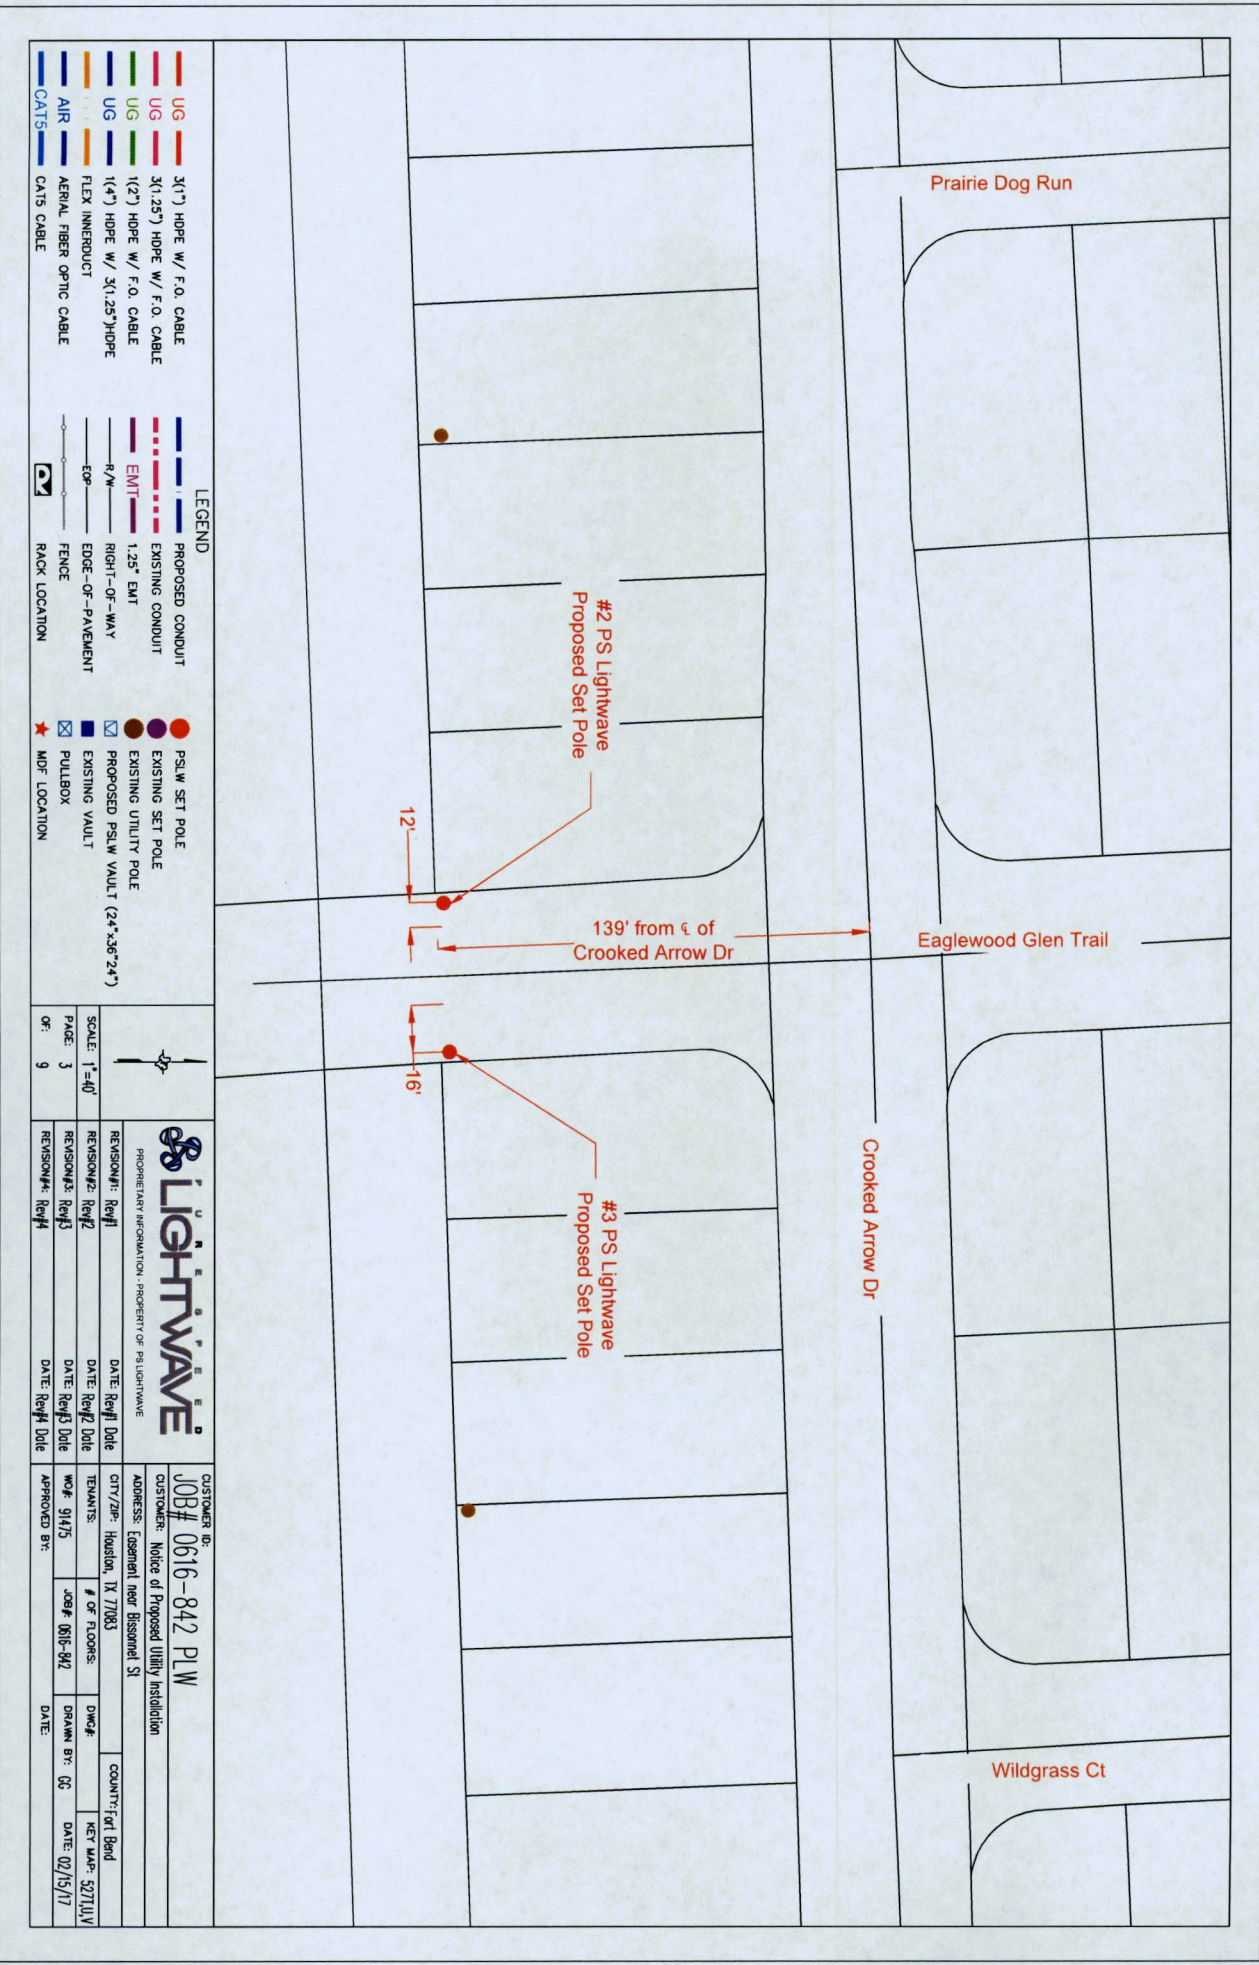 Prairie Dog Run
#2 PS Lightwave
Proposed Set Pole
12'
139' from ℄ of
Crooked Arrow Dr
Eaglewood Glen Trail
16'
#3 PS Lightwave
Proposed Set Pole
Crooked Arrow Dr
Wildgrass Ct
LEGEND
UG 3(1") HDPE W/ F.O. CABLE
UG 3(1.25") HDPE W/ F.O. CABLE
UG 1(2") HDPE W/ F.O. CABLE
UG 1(4") HDPE W/ 3(1.25")HDPE
FLEX INNERDUCT
AIR AERIAL FIBER OPTIC CABLE
CAT5 CAT5 CABLE
PROPOSED CONDUIT
EXISTING CONDUIT
EMT 1.25" EMT
R/W RIGHT-OF-WAY
EOP EDGE-OF-PAVEMENT
FENCE
RACK LOCATION
PSLW SET POLE
EXISTING SET POLE
EXISTING UTILITY POLE
PROPOSED PSLW VAULT (24"x36"24")
EXISTING VAULT
PULLBOX
MDF LOCATION
SCALE: 1"=40'
PAGE: 3
OF: 9
PURESPEED
LIGHTWAVE
PROPRIETARY INFORMATION - PROPERTY OF PS LIGHTWAVE
REVISION#1: Rev#1 DATE: Rev#1 Date
REVISION#2: Rev#2 DATE: Rev#2 Date
REVISION#3: Rev#3 DATE: Rev#3 Date
REVISION#4: Rev#4 DATE: Rev#4 Date
CUSTOMER ID:
JOB# 0616-842 PLW
CUSTOMER: Notice of Proposed Utility Installation
ADDRESS: Easement near Bissonnet St
CITY/ZIP: Houston, TX 77083 COUNTY: Fort Bend
TENANTS: # OF FLOORS: DWG#: KEY MAP: 527T,U,V
WO#: 91475 JOB#: 0616-842 DRAWN BY: GG DATE: 02/15/17
APPROVED BY: DATE: